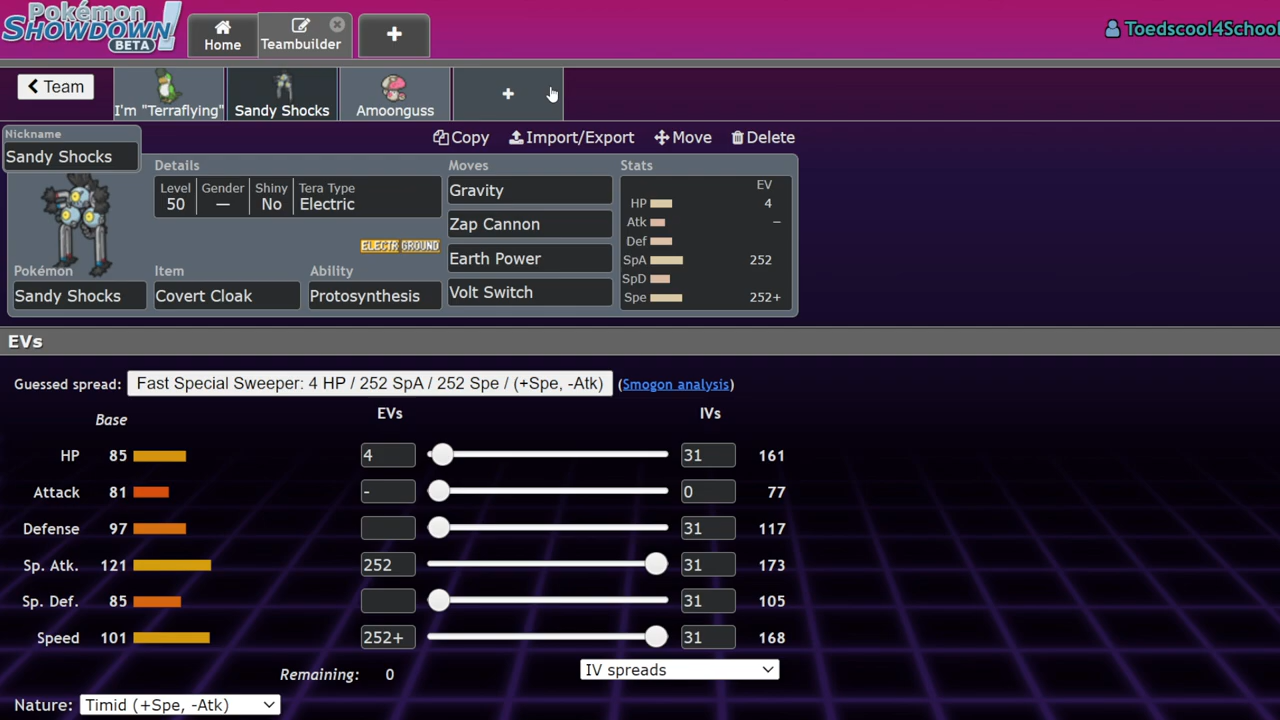 Pokémon
SHOWDOWN!
BETA
Home
Teambuilder
+
Toedscool4School
Team
I'm "Terraflying"
Sandy Shocks
Amoonguss
+
Copy
Import/Export
Move
Delete
Nickname
Sandy Shocks
Details
Level
Gender
Shiny
Tera Type
50
—
No
Electric
ELECTR GROUND
Pokémon
Sandy Shocks
Item
Covert Cloak
Ability
Protosynthesis
Moves
Gravity
Zap Cannon
Earth Power
Volt Switch
Stats
EV
HP 4
Atk –
Def
SpA 252
SpD
Spe 252+
EVs
Guessed spread: Fast Special Sweeper: 4 HP / 252 SpA / 252 Spe / (+Spe, -Atk) (Smogon analysis)
Base EVs IVs
HP 85 4 31 161
Attack 81 - 0 77
Defense 97 31 117
Sp. Atk. 121 252 31 173
Sp. Def. 85 31 105
Speed 101 252+ 31 168
Remaining: 0 IV spreads
Nature: Timid (+Spe, -Atk)